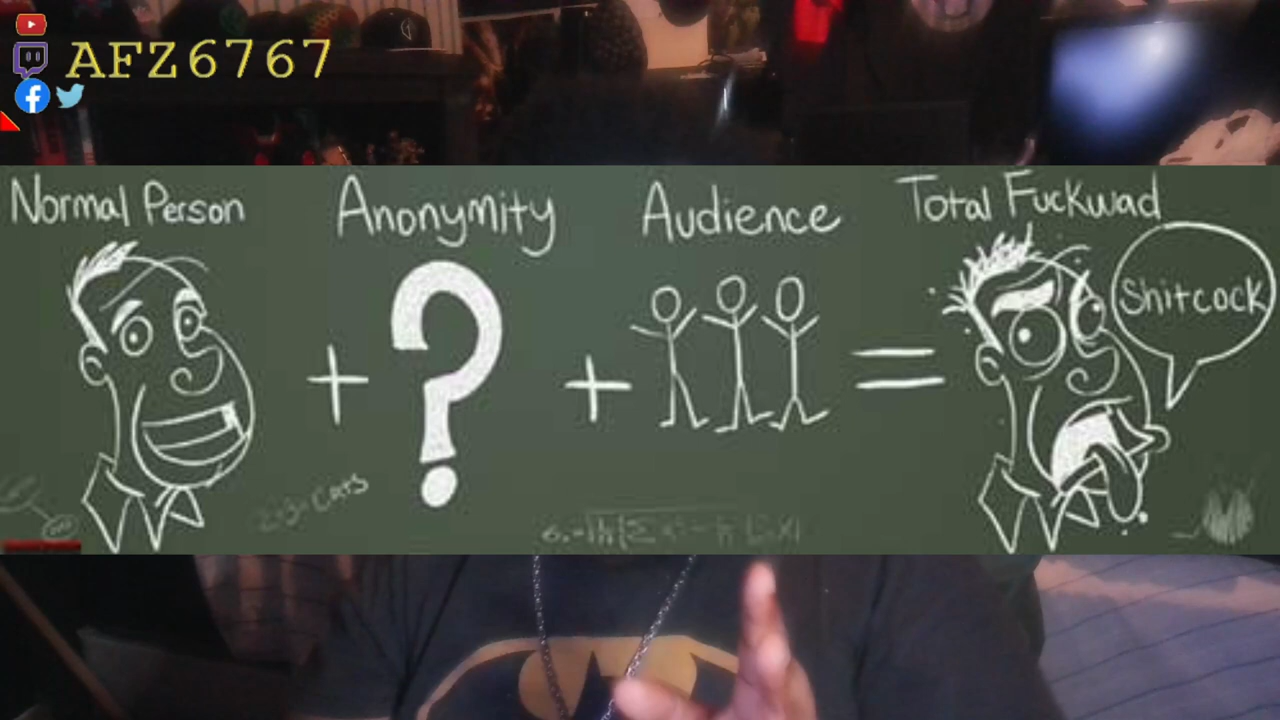 AFZ6767
Normal Person
Anonymity
Audience
Total Fuckwad
Shitcock